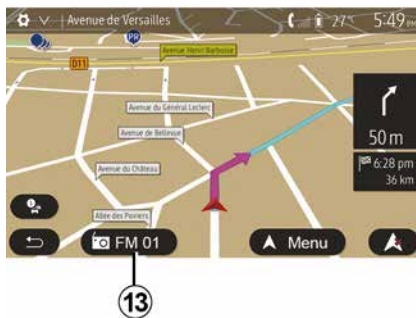 Avenue de Versailles
27°
5:49 PM
PR
Avenue Henri Barbusse
D11
Avenue du Général Leclerc
50 m
Avenue de Bellevue
Avenue du Château
6:28 pm
36 km
Allée des Poiriers
FM 01
Menu
13